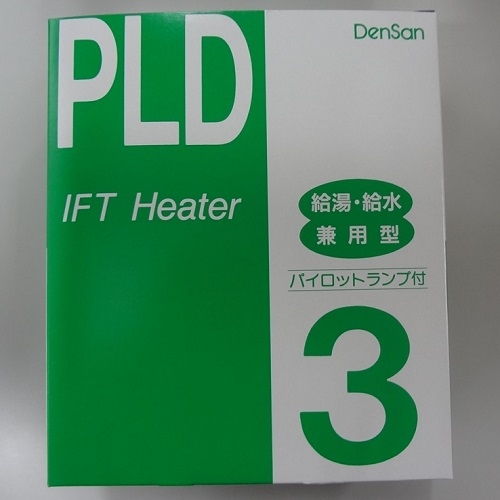 PLD
IFT Heater
DenSan
給湯・給水
兼用型
パイロットランプ付
3